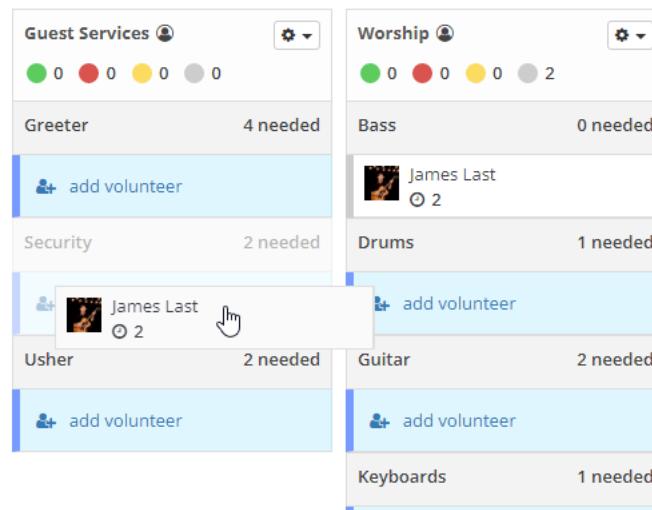 Guest Services
0 0 0 0
Greeter 4 needed
add volunteer
Security 2 needed
James Last
2
Usher 2 needed
add volunteer
Worship
0 0 0 2
Bass 0 needed
James Last
2
Drums 1 needed
add volunteer
Guitar 2 needed
add volunteer
Keyboards 1 needed